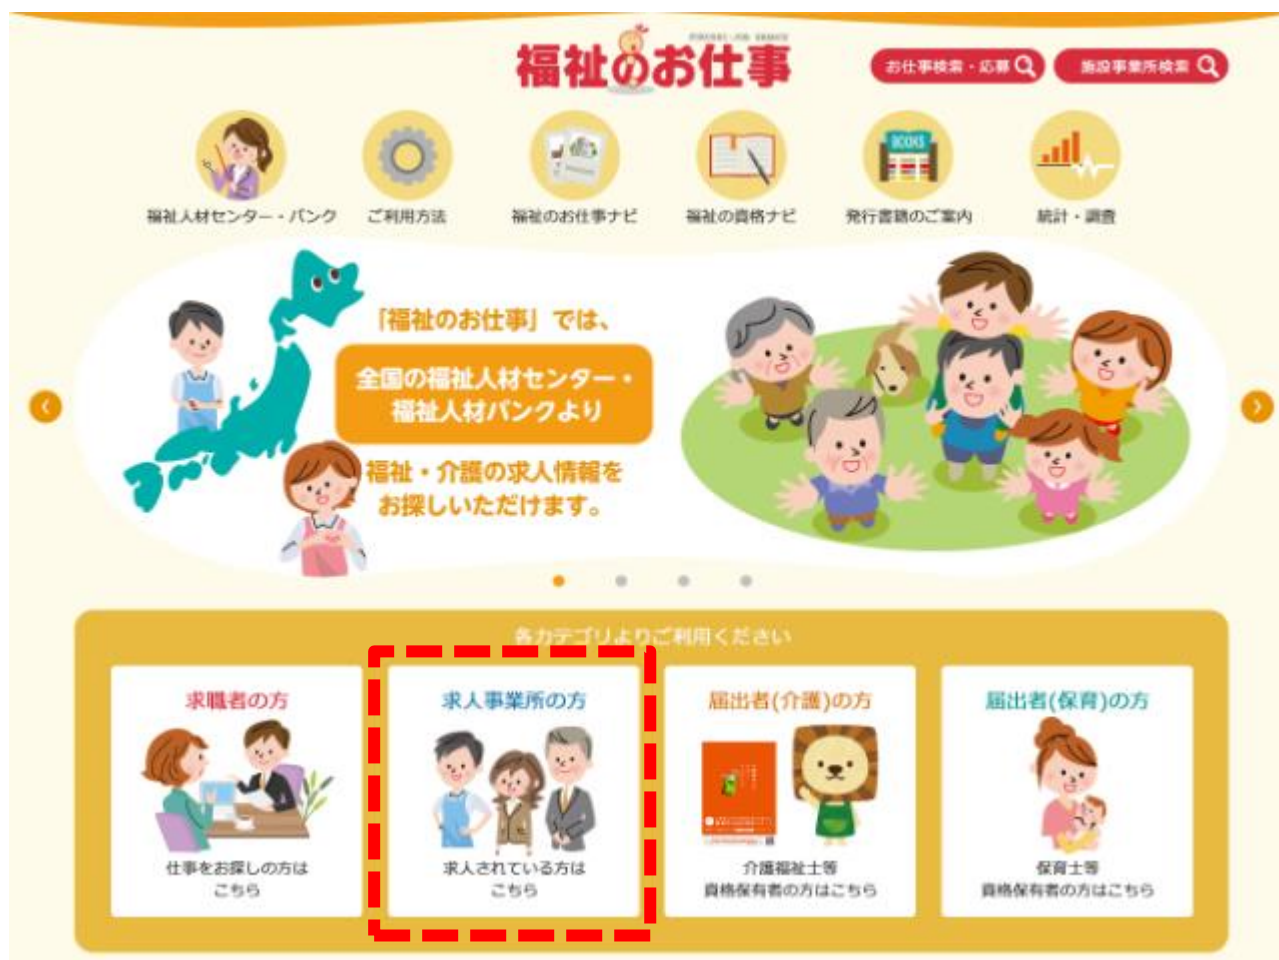 福祉のお仕事
お仕事検索・応募
施設事業所検索
福祉人材センター・バンク
ご利用方法
福祉のお仕事ナビ
福祉の資格ナビ
BOOKS
発行書籍のご案内
統計・調査
「福祉のお仕事」では、
全国の福祉人材センター・
福祉人材バンクより
福祉・介護の求人情報を
お探しいただけます。
各カテゴリよりご利用ください
求職者の方
仕事をお探しの方は
こちら
求人事業所の方
求人されている方は
こちら
届出者(介護)の方
介護福祉士等
資格保有者の方はこちら
届出者(保育)の方
保育士等
資格保有者の方はこちら